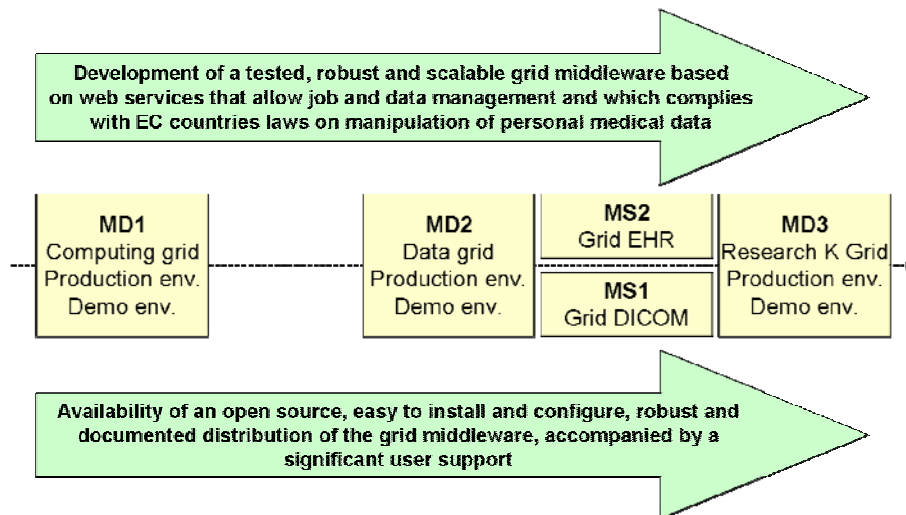 Development of a tested, robust and scalable grid middleware based
on web services that allow job and data management and which complies
with EC countries laws on manipulation of personal medical data
MD1
Computing grid
Production env.
Demo env.
MD2
Data grid
Production env.
Demo env.
MS2
Grid EHR
MS1
Grid DICOM
MD3
Research K Grid
Production env.
Demo env.
Availability of an open source, easy to install and configure, robust and
documented distribution of the grid middleware, accompanied by a
significant user support